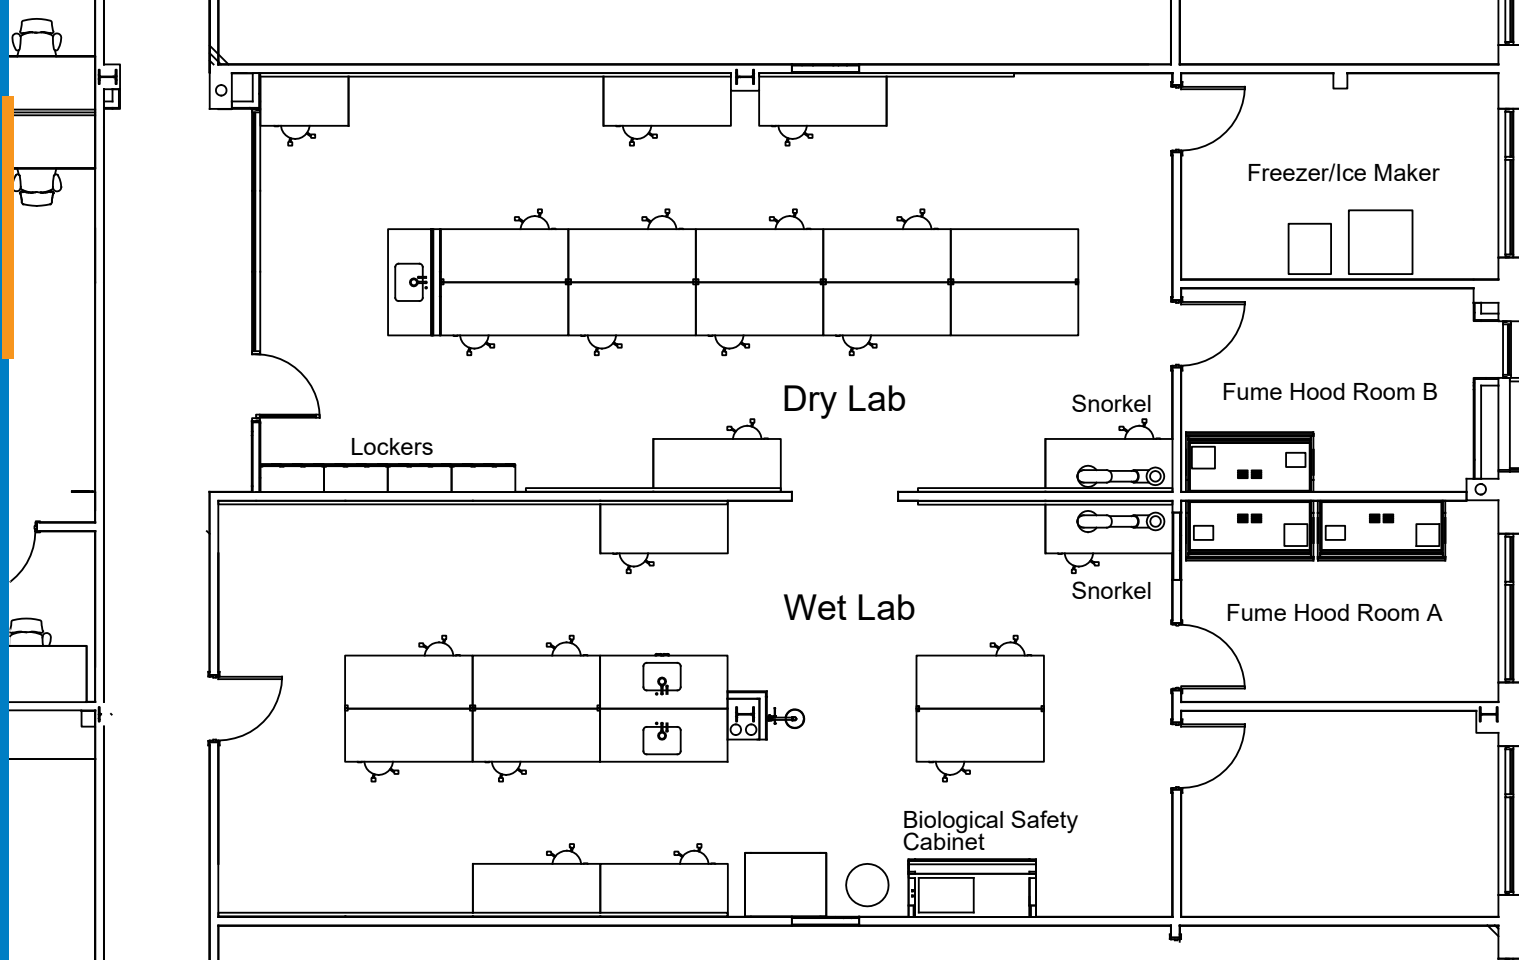 Freezer/Ice Maker
Dry Lab
Snorkel
Fume Hood Room B
Lockers
Snorkel
Wet Lab
Fume Hood Room A
Biological Safety
Cabinet